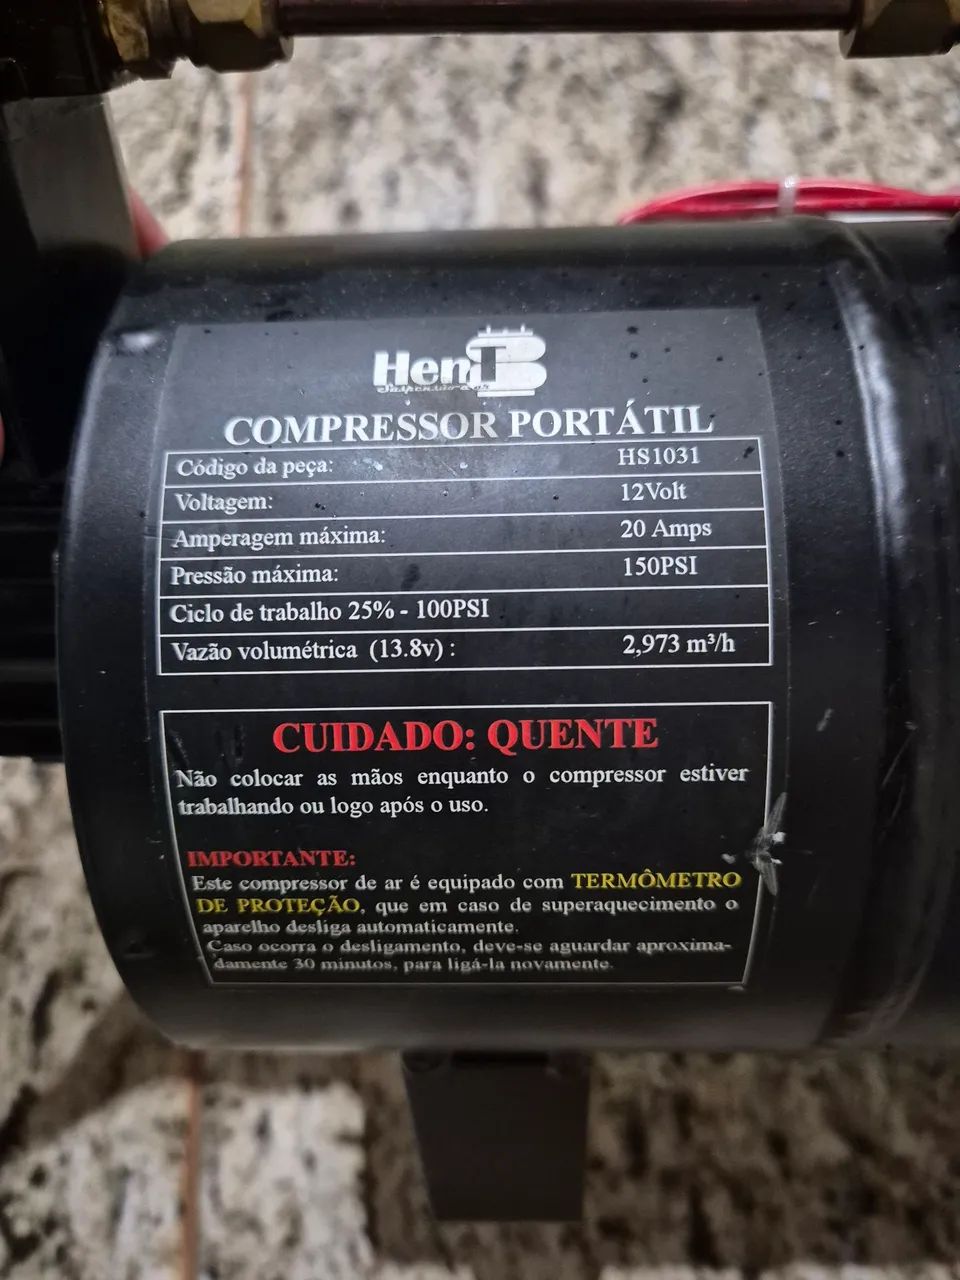 HenTB
Suspensão a ar
COMPRESSOR PORTÁTIL
Código da peça: HS1031
Voltagem: 12Volt
Amperagem máxima: 20 Amps
Pressão máxima: 150PSI
Ciclo de trabalho 25% - 100PSI
Vazão volumétrica (13.8v) : 2,973 m³/h
CUIDADO: QUENTE
Não colocar as mãos enquanto o compressor estiver
trabalhando ou logo após o uso.
IMPORTANTE:
Este compressor de ar é equipado com TERMÔMETRO
DE PROTEÇÃO, que em caso de superaquecimento o
aparelho desliga automaticamente.
Caso ocorra o desligamento, deve-se aguardar aproxima-
damente 30 minutos, para ligá-la novamente.